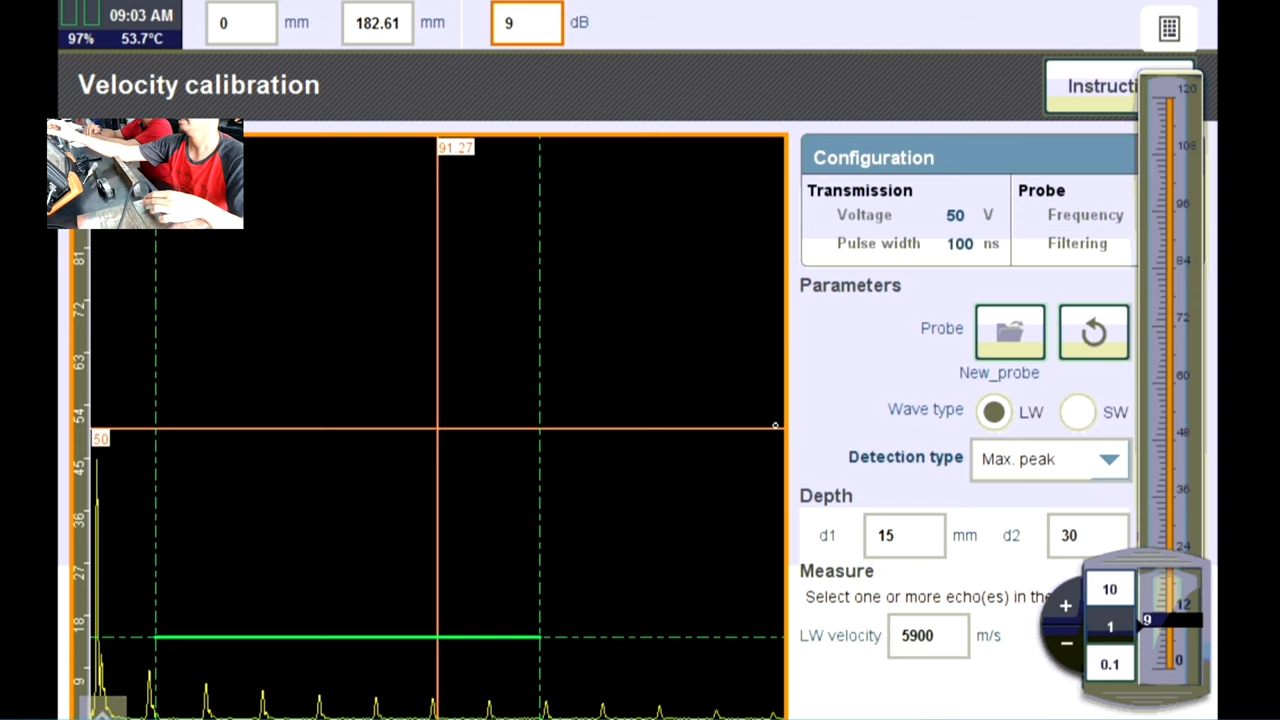 09:03 AM
97% 53.7°C
0 mm 182.61 mm 9 dB
Velocity calibration
Instructi
91.27
50
81
72
63
54
45
36
27
18
9
Configuration
Transmission Probe
Voltage 50 V Frequency
Pulse width 100 ns Filtering
Parameters
Probe
New_probe
Wave type LW SW
Detection type Max. peak
Depth
d1 15 mm d2 30
Measure
Select one or more echo(es) in the
LW velocity 5900 m/s
120
108
96
84
72
60
48
36
24
12
0
+ 10
1 9
− 0.1